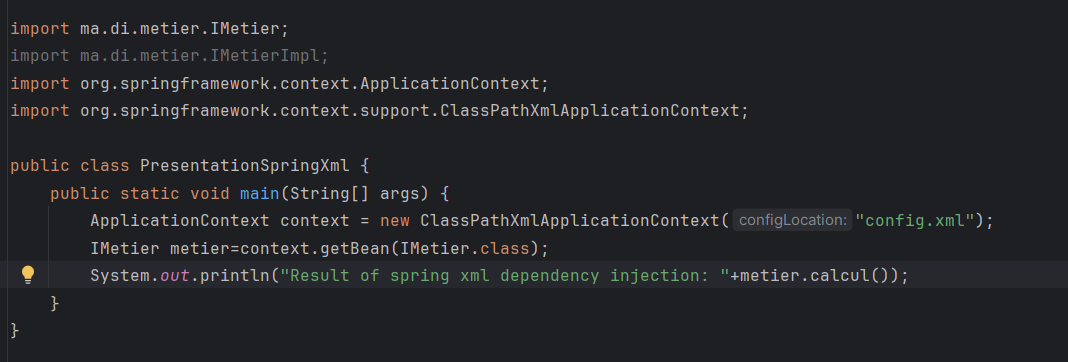 import ma.di.metier.IMetier;
import ma.di.metier.IMetierImpl;
import org.springframework.context.ApplicationContext;
import org.springframework.context.support.ClassPathXmlApplicationContext;
public class PresentationSpringXml {
public static void main(String[] args) {
ApplicationContext context = new ClassPathXmlApplicationContext( configLocation: "config.xml");
IMetier metier=context.getBean(IMetier.class);
System.out.println("Result of spring xml dependency injection: "+metier.calcul());
}
}